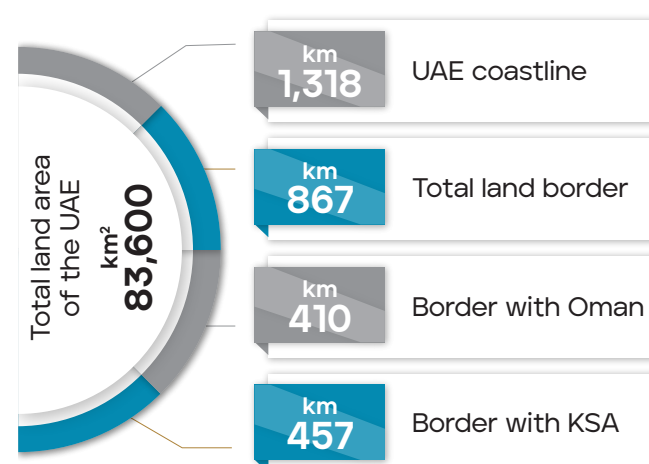 Total land area
of the UAE
km²
83,600
km
1,318
UAE coastline
km
867
Total land border
km
410
Border with Oman
km
457
Border with KSA